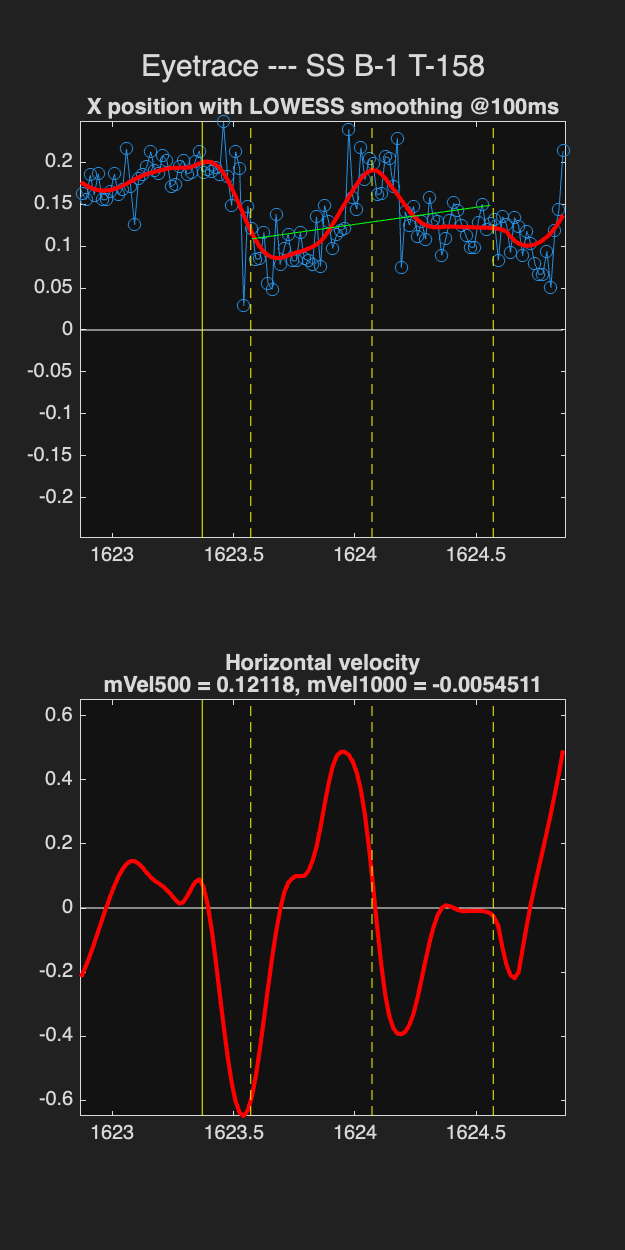 Eyetrace --- SS B-1 T-158
X position with LOWESS smoothing @100ms
0.2
0.15
0.1
0.05
0
-0.05
-0.1
-0.15
-0.2
1623 1623.5 1624 1624.5
Horizontal velocity
mVel500 = 0.12118, mVel1000 = -0.0054511
0.6
0.4
0.2
0
-0.2
-0.4
-0.6
1623 1623.5 1624 1624.5